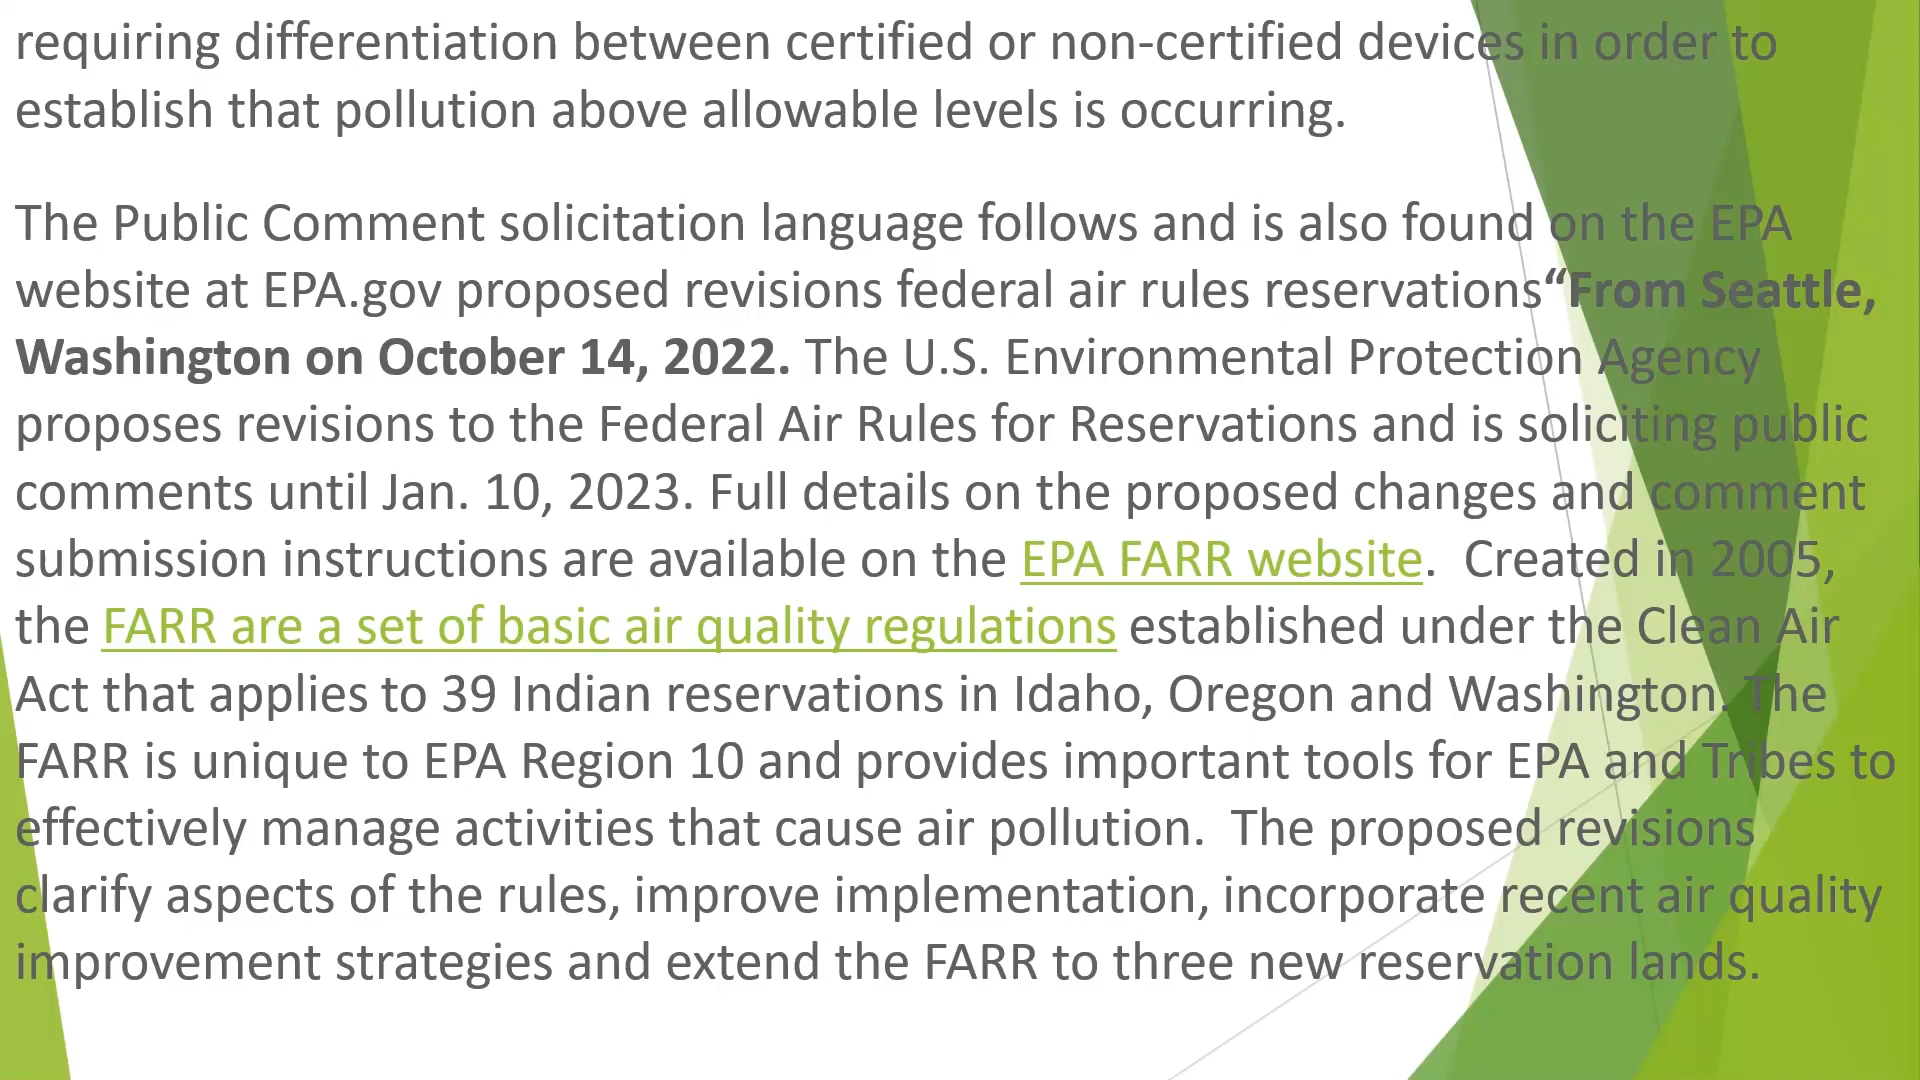 requiring differentiation between certified or non-certified devices in order to
establish that pollution above allowable levels is occurring.
The Public Comment solicitation language follows and is also found on the EPA
website at EPA.gov proposed revisions federal air rules reservations“From Seattle,
Washington on October 14, 2022. The U.S. Environmental Protection Agency
proposes revisions to the Federal Air Rules for Reservations and is soliciting public
comments until Jan. 10, 2023. Full details on the proposed changes and comment
submission instructions are available on the EPA FARR website.  Created in 2005,
the FARR are a set of basic air quality regulations established under the Clean Air
Act that applies to 39 Indian reservations in Idaho, Oregon and Washington. The
FARR is unique to EPA Region 10 and provides important tools for EPA and Tribes to
effectively manage activities that cause air pollution.  The proposed revisions
clarify aspects of the rules, improve implementation, incorporate recent air quality
improvement strategies and extend the FARR to three new reservation lands.